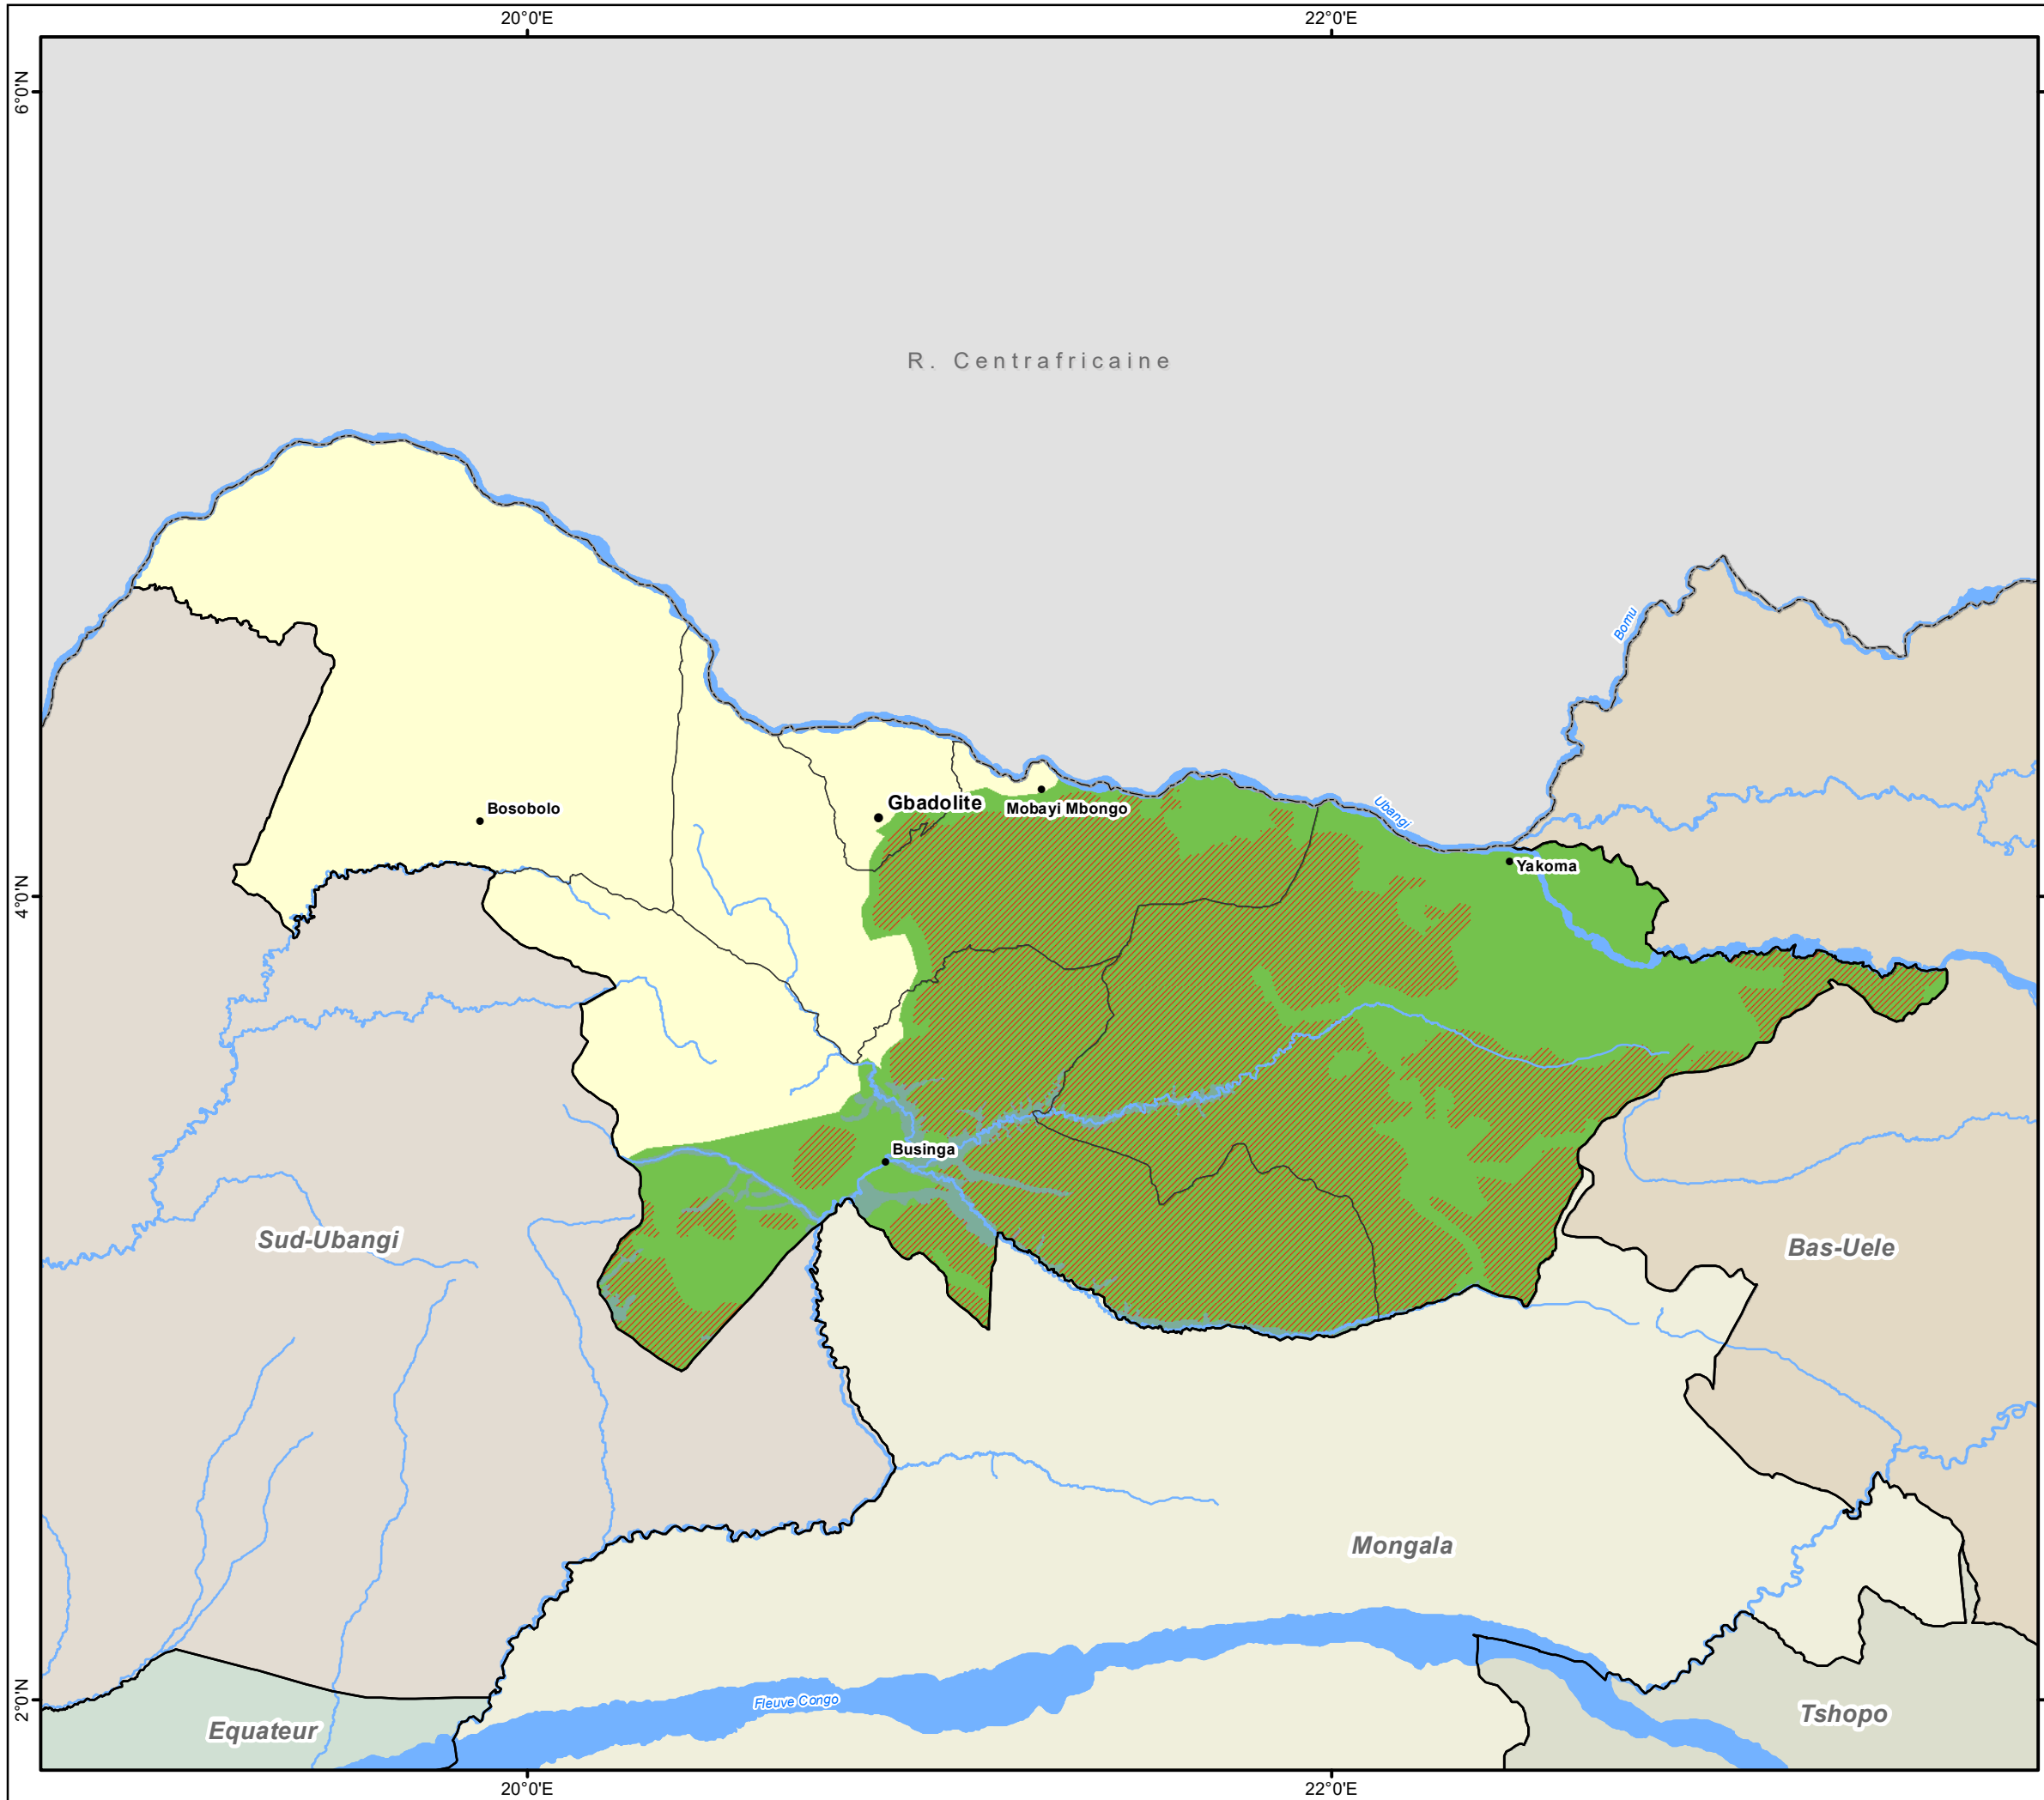 20°0'E
22°0'E
6°0'N
R. Centrafricaine
Bomu
Gbadolite
Bosobolo
Mobayi Mbongo
Ubangi
Yakoma
4°0'N
Businga
Sud-Ubangi
Bas-Uele
Mongala
2°0'N
Fleuve Congo
Tshopo
Equateur
20°0'E
22°0'E